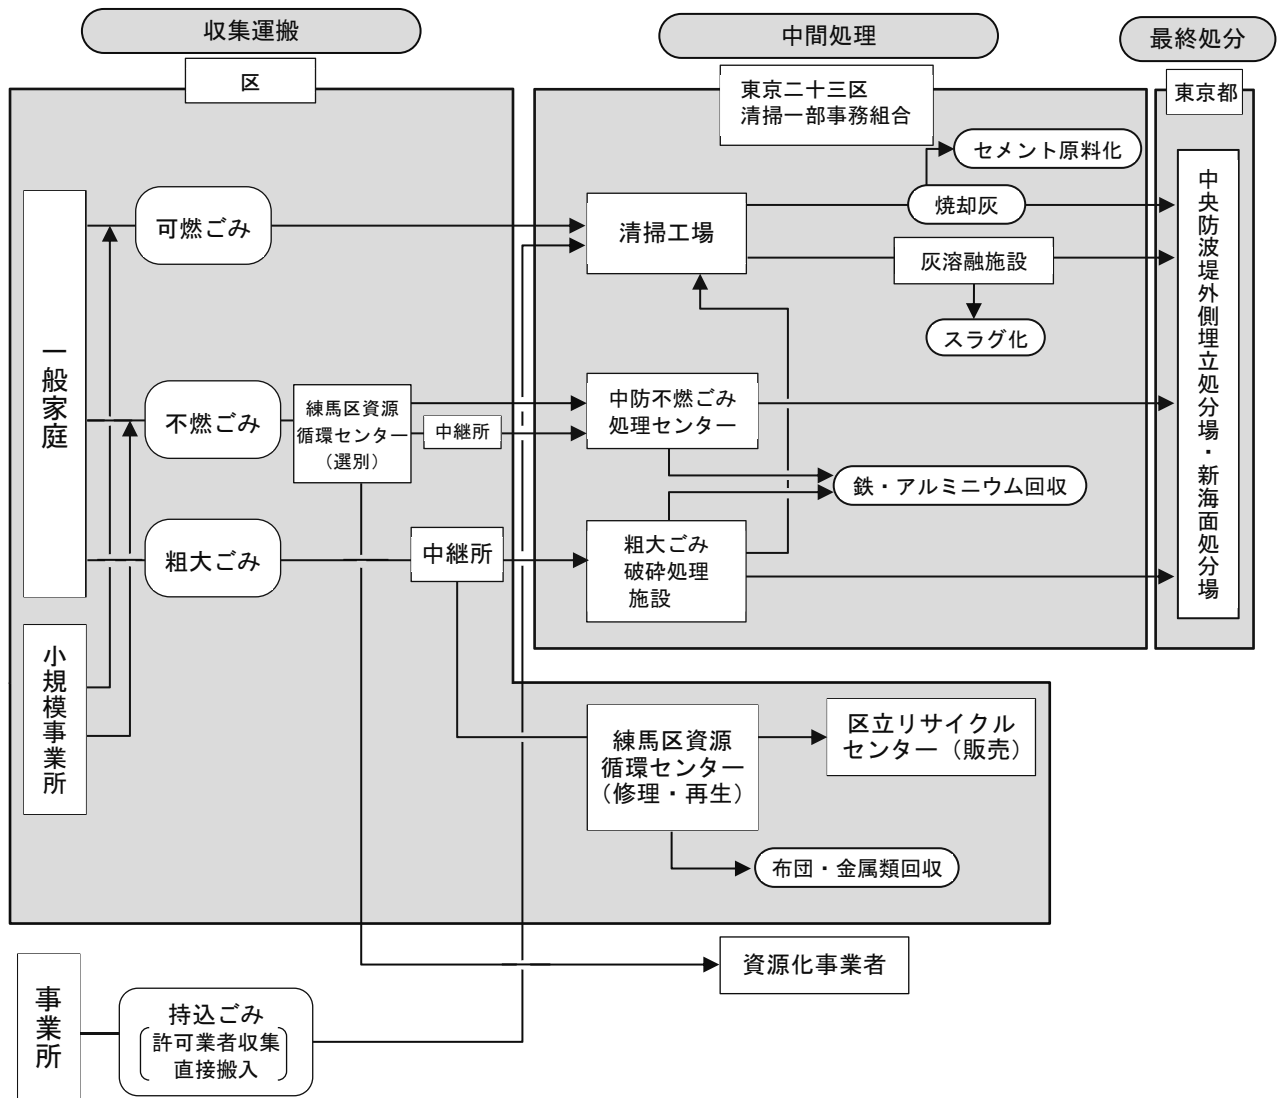 収集運搬
中間処理
最終処分
区
東京二十三区
清掃一部事務組合
東京都
一般家庭
可燃ごみ
不燃ごみ
粗大ごみ
小規模事業所
練馬区資源
循環センター
（選別）
中継所
中継所
清掃工場
セメント原料化
焼却灰
灰溶融施設
スラグ化
中防不燃ごみ
処理センター
鉄・アルミニウム回収
粗大ごみ
破砕処理
施設
中央防波堤外側埋立処分場・新海面処分場
練馬区資源
循環センター
（修理・再生）
区立リサイクル
センター（販売）
布団・金属類回収
資源化事業者
事業所
持込ごみ
許可業者収集
直接搬入